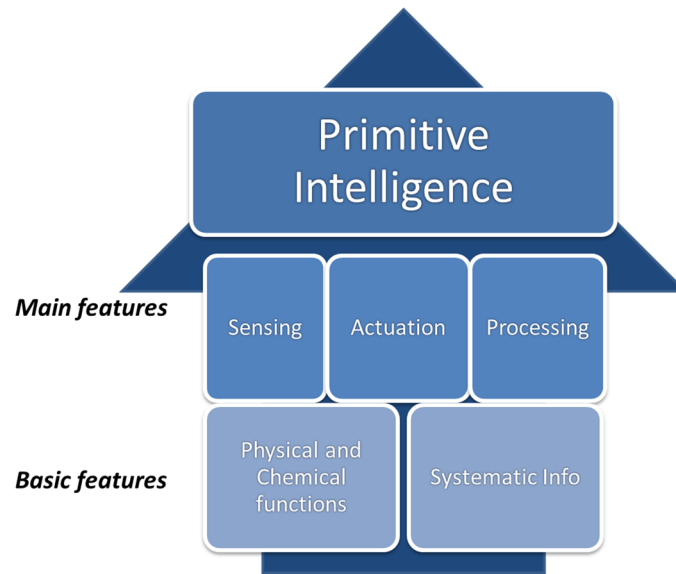 Primitive
Intelligence
Main features
Sensing
Actuation
Processing
Basic features
Physical and
Chemical
functions
Systematic Info